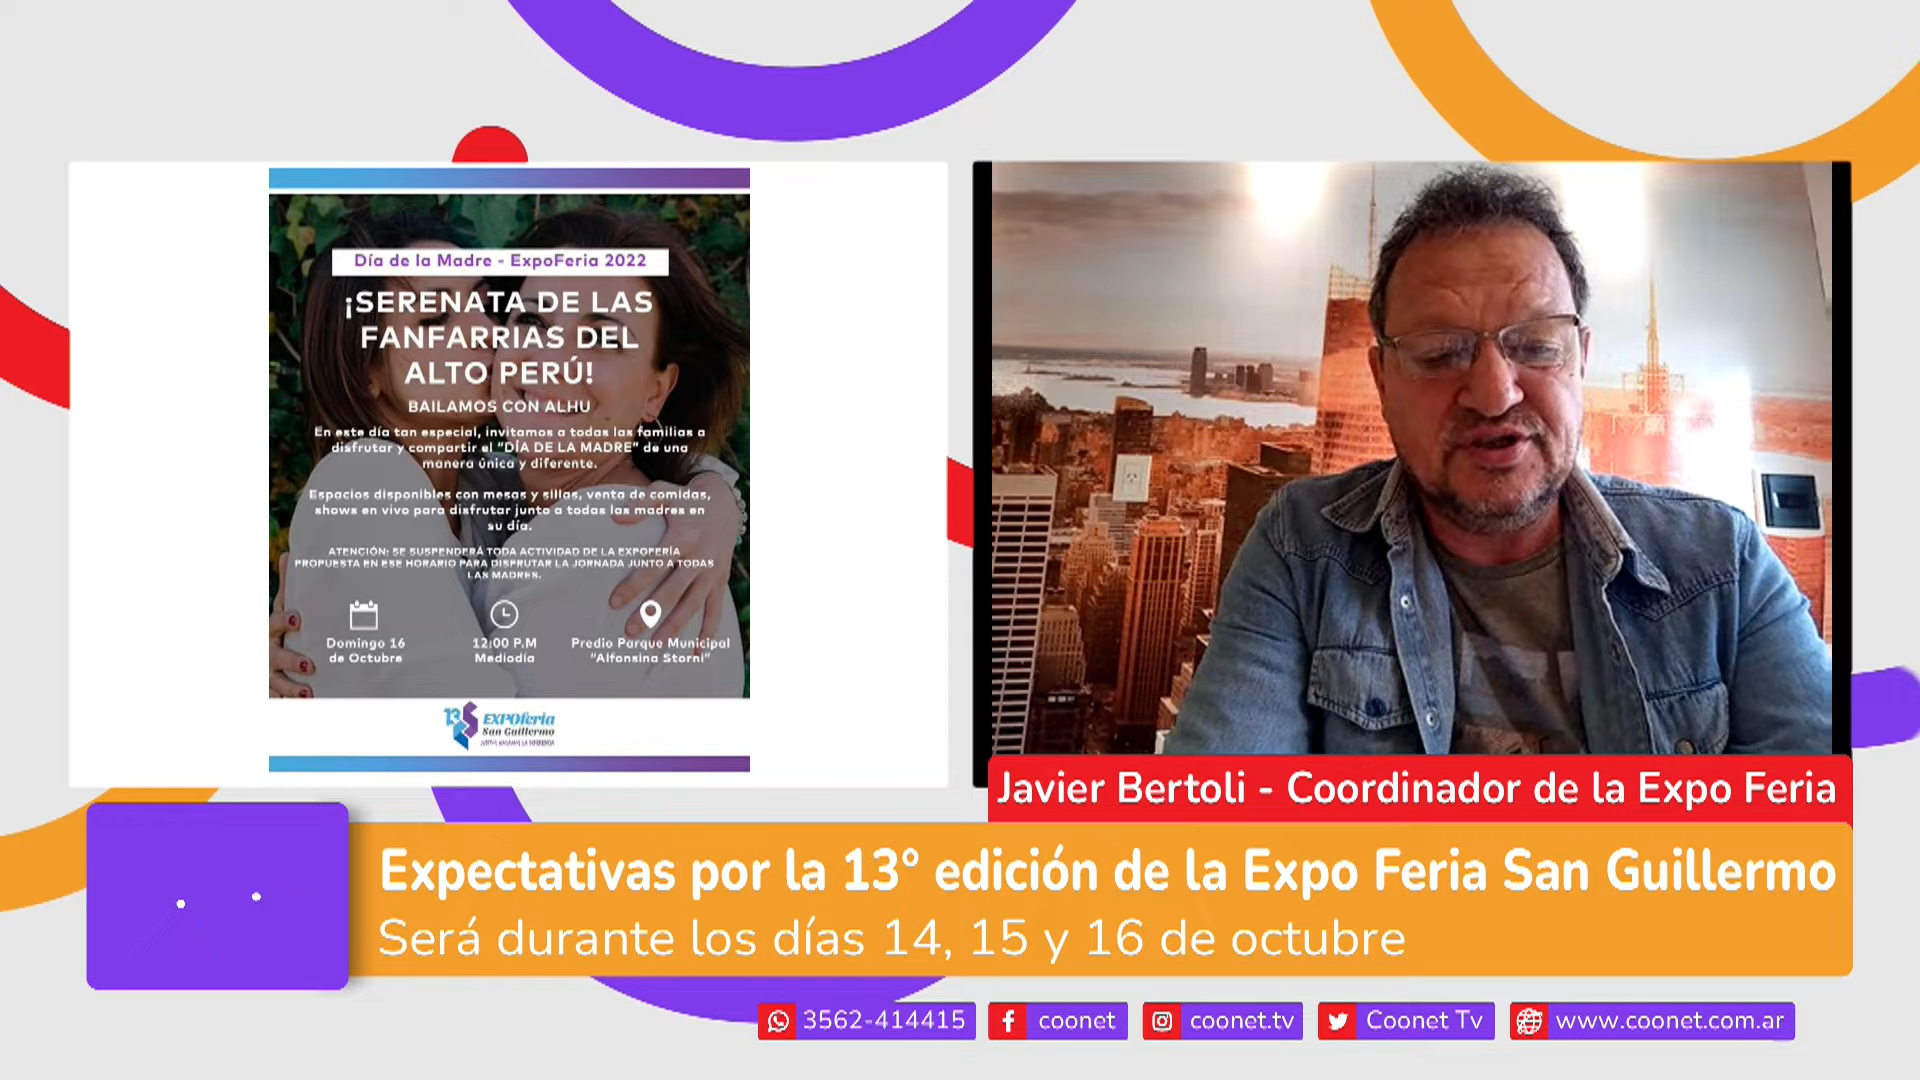 Día de la Madre - ExpoFeria 2022
¡SERENATA DE LAS
FANFARRIAS DEL
ALTO PERÚ!
BAILAMOS CON ALHU
En este día tan especial, invitamos a todas las familias a
disfrutar y compartir el "DÍA DE LA MADRE" de una
manera única y diferente.
Espacios disponibles con mesas y sillas, venta de comidas,
shows en vivo para disfrutar junto a todas las madres en
su día.
ATENCIÓN: SE SUSPENDERÁ TODA ACTIVIDAD DE LA EXPOFERÍA
PROPUESTA EN ESE HORARIO PARA DISFRUTAR LA JORNADA JUNTO A TODAS
LAS MADRES.
Domingo 16
de Octubre
12:00 P.M
Mediodía
Predio Parque Municipal
"Alfonsina Storni"
13 EXPOferia
San Guillermo
Javier Bertoli - Coordinador de la Expo Feria
Expectativas por la 13° edición de la Expo Feria San Guillermo
Será durante los días 14, 15 y 16 de octubre
3562-414415
coonet
coonet.tv
Coonet Tv
www.coonet.com.ar